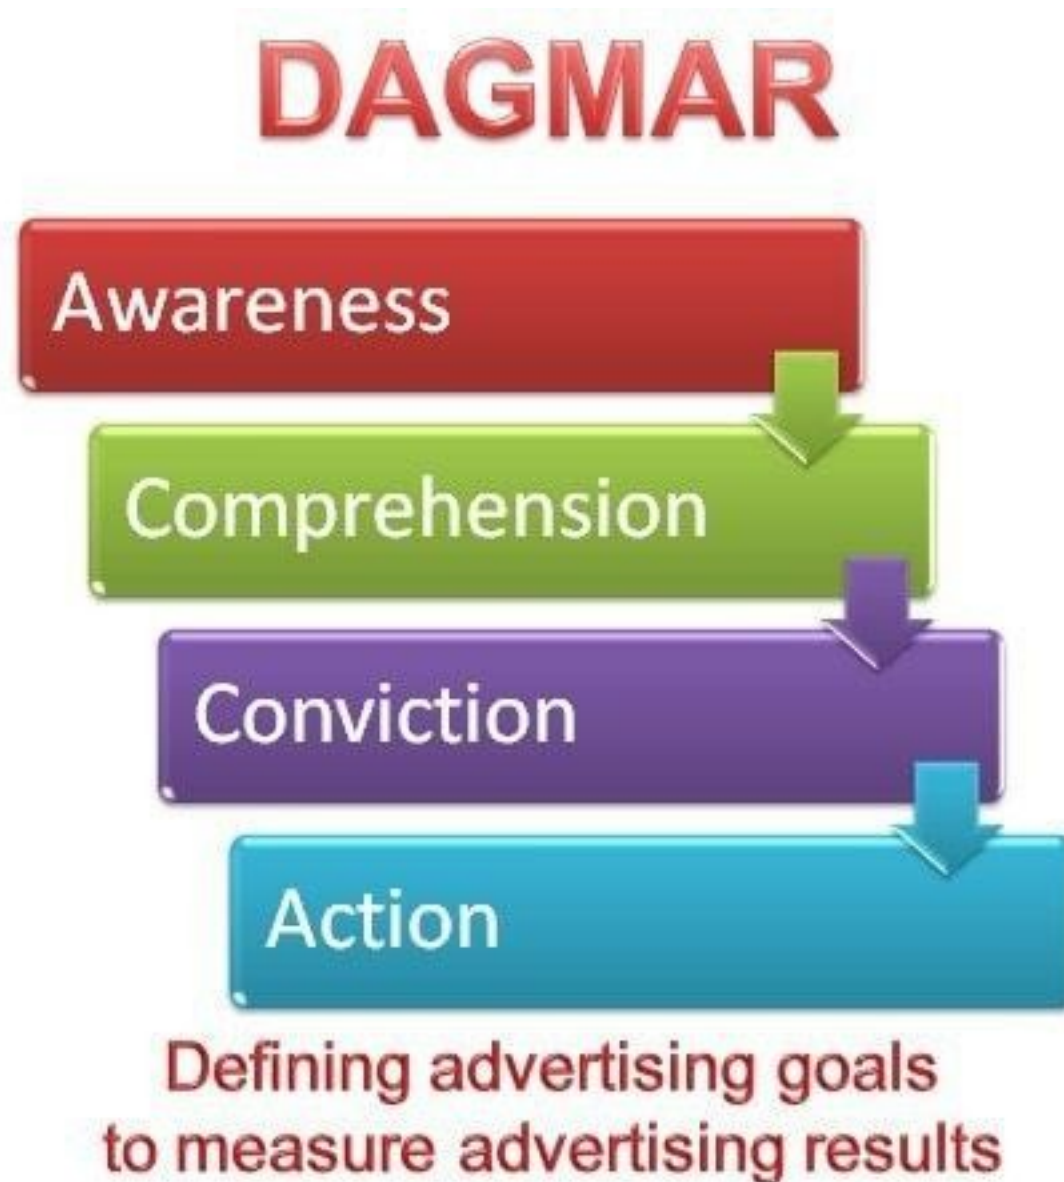 DAGMAR
Awareness
Comprehension
Conviction
Action
Defining advertising goals
to measure advertising results